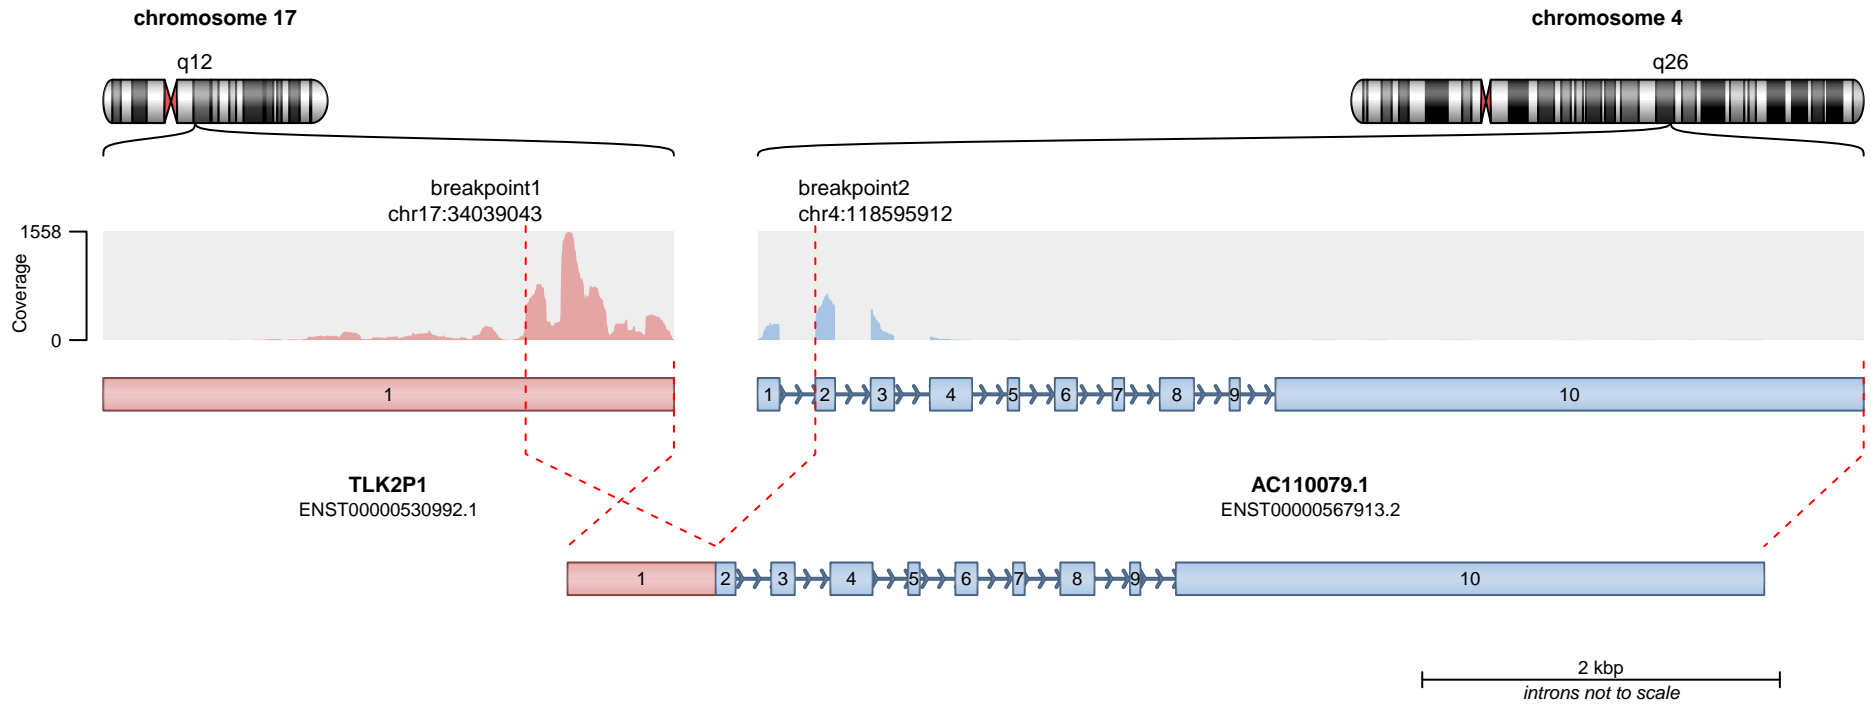 chromosome 17
chromosome 4
q12
q26
breakpoint1
chr17:34039043
breakpoint2
chr4:118595912
1558
Coverage
0
1
1 2 3 4 5 6 7 8 9 10
TLK2P1
ENST00000530992.1
AC110079.1
ENST00000567913.2
1 2 3 4 5 6 7 8 9 10
2 kbp
introns not to scale